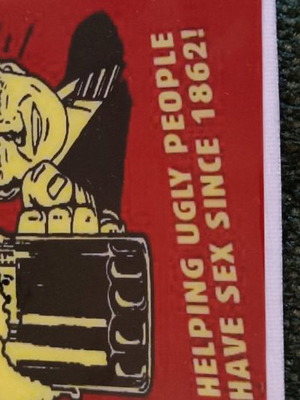 HELPING UGLY PEOPLE
HAVE SEX SINCE 1862!